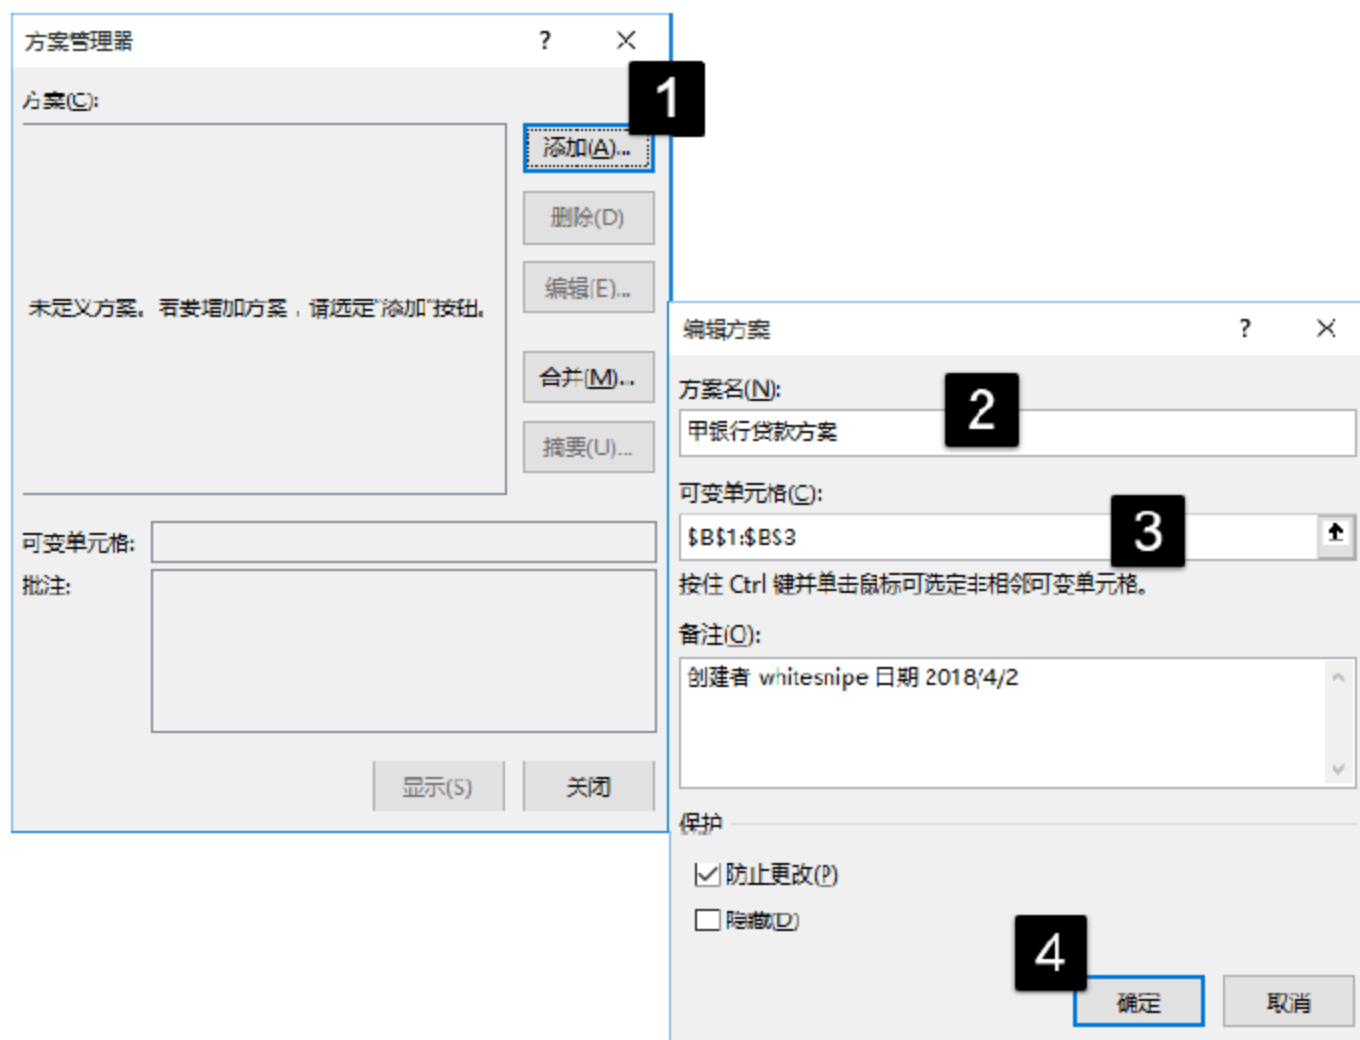 方案管理器 ?
1
方案(C):
添加(A)...
删除(D)
编辑(E)...
未定义方案。若要增加方案，请选定"添加"按钮。
合并(M)...
摘要(U)...
可变单元格:
批注:
显示(S)
关闭
编辑方案 ?
方案名(N):
2
甲银行贷款方案
可变单元格(C):
3
$B$1:$B$3
按住 Ctrl 键并单击鼠标可选定非相邻可变单元格。
备注(O):
创建者 whitesnipe 日期 2018/4/2
保护
防止更改(P)
隐藏(D)
4
确定
取消